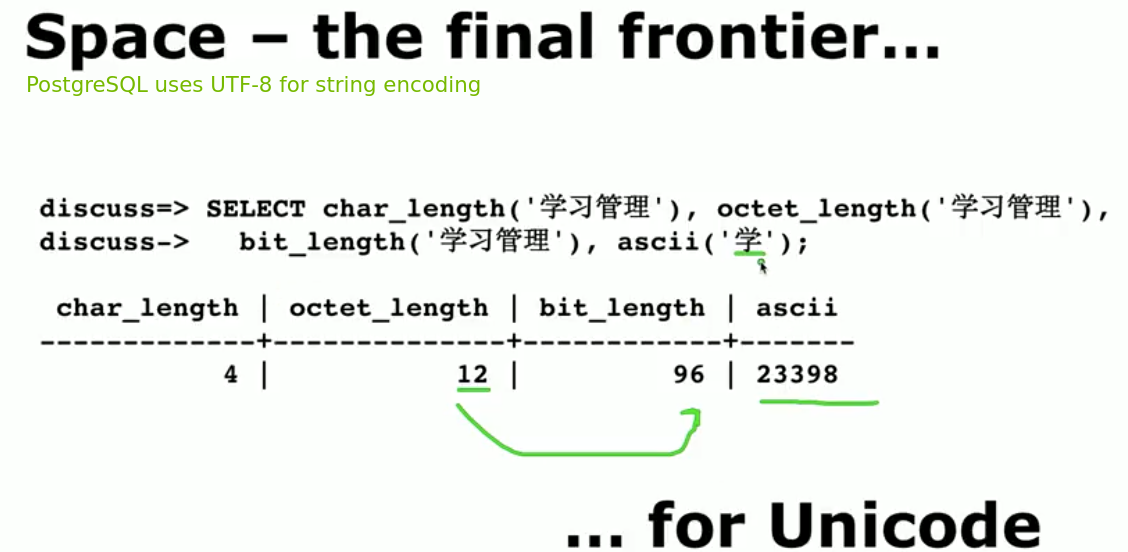 Space – the final frontier...
PostgreSQL uses UTF-8 for string encoding
discuss=> SELECT char_length('学习管理'), octet_length('学习管理'),
discuss->   bit_length('学习管理'), ascii('学');
char_length | octet_length | bit_length | ascii
-------------+--------------+------------+-------
4 | 12 | 96 | 23398
... for Unicode